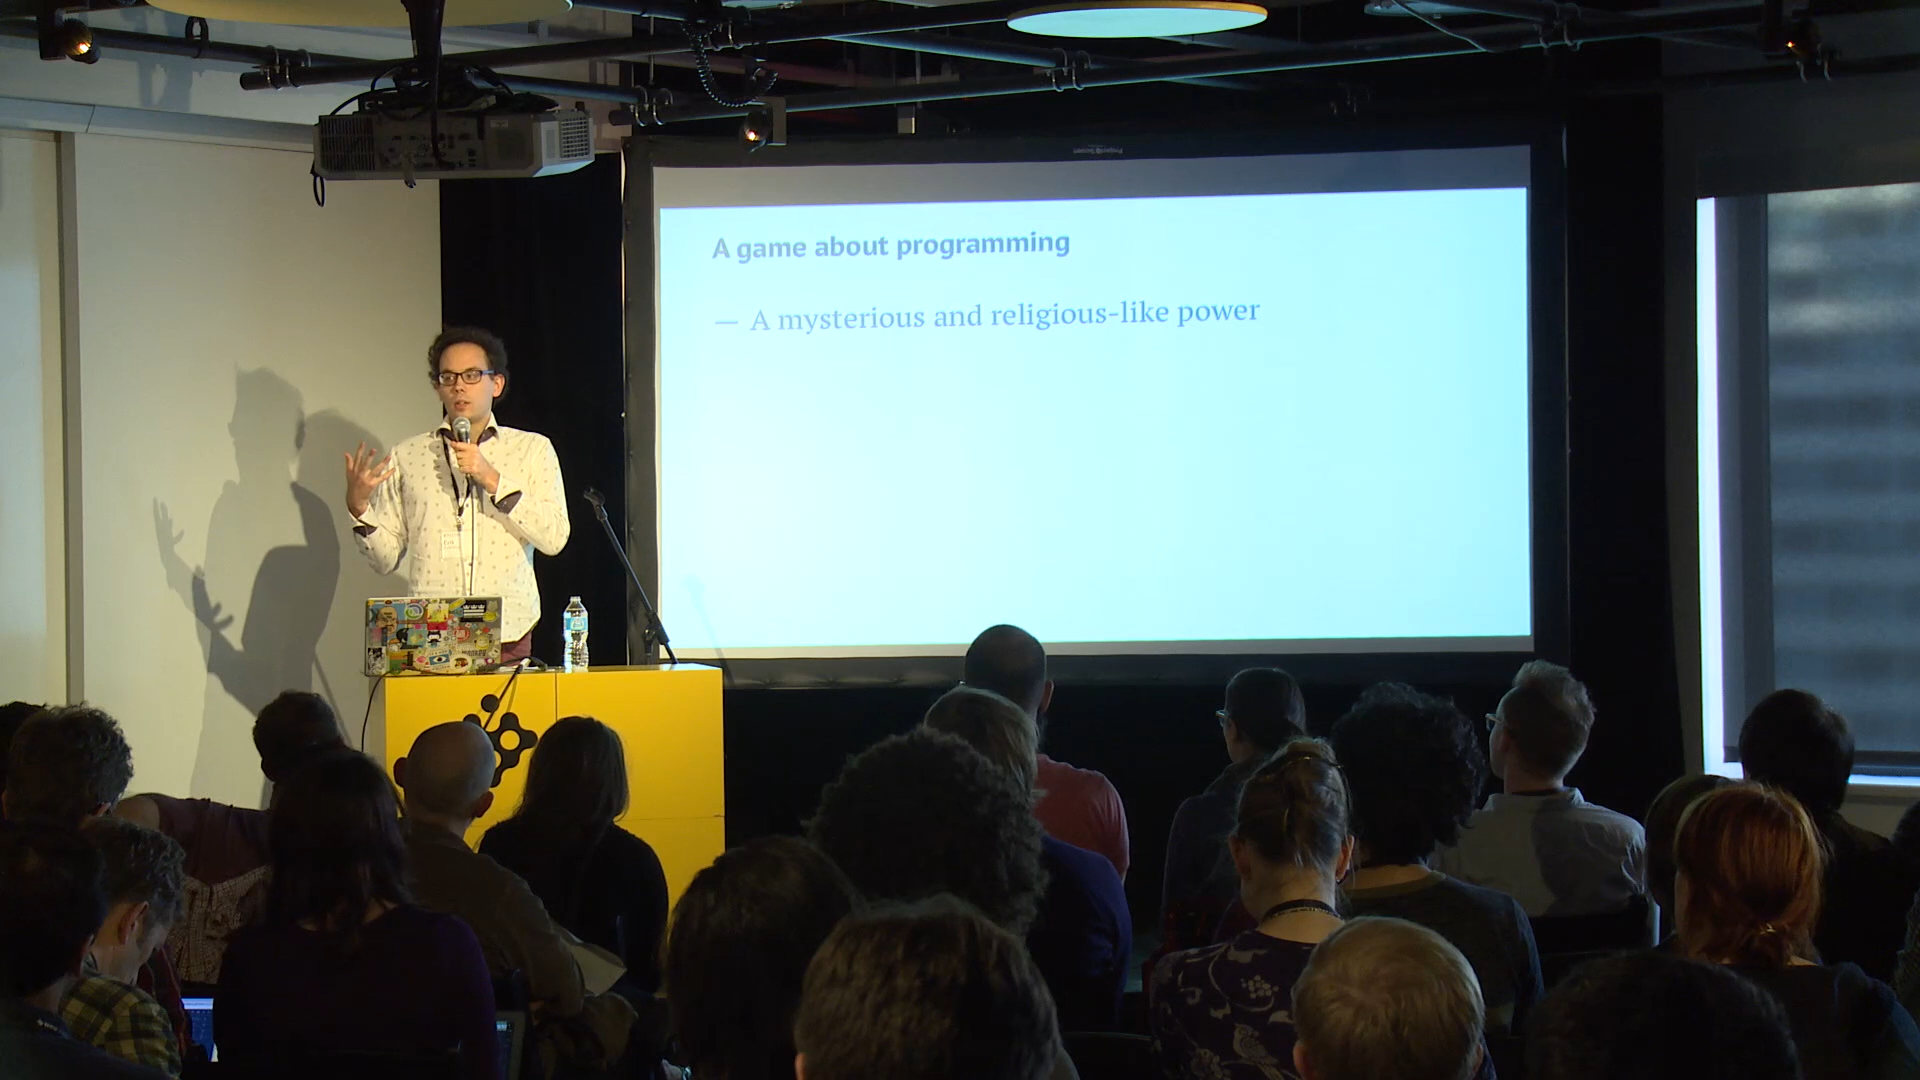 A game about programming
— A mysterious and religious-like power